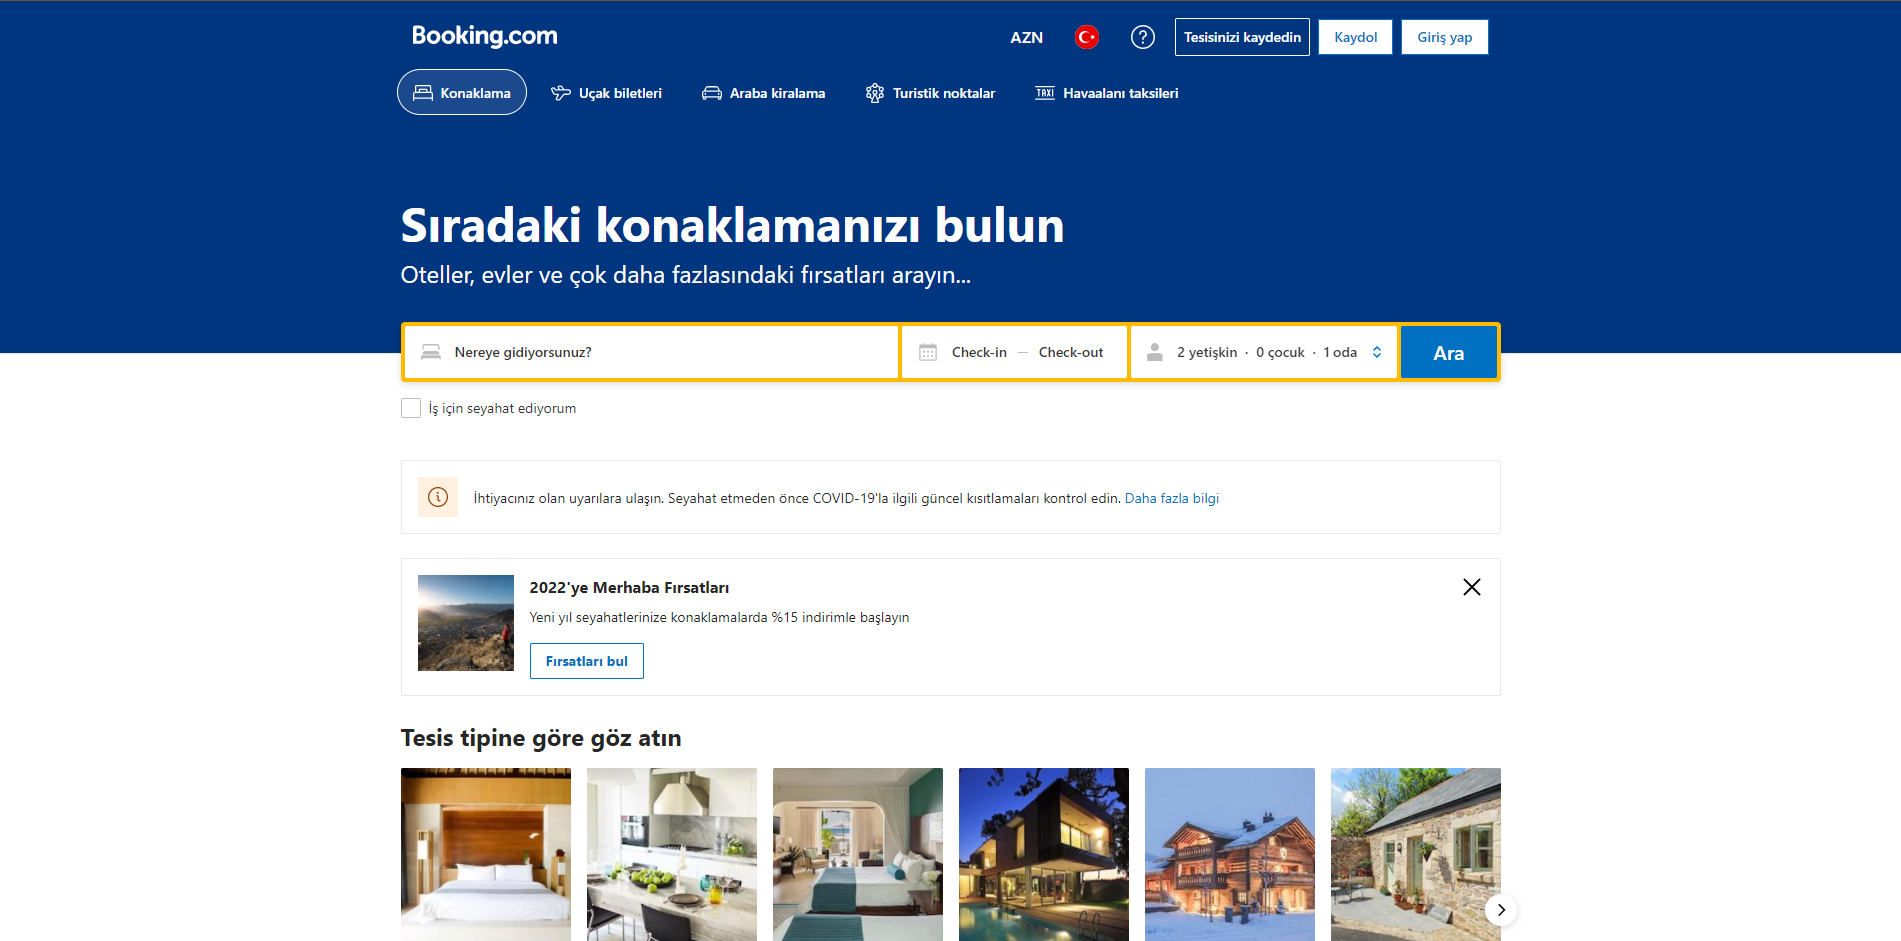 Booking.com
AZN
Tesisinizi kaydedin
Kaydol
Giriş yap
Konaklama
Uçak biletleri
Araba kiralama
Turistik noktalar
TAXI
Havaalanı taksileri
Sıradaki konaklamanızı bulun
Oteller, evler ve çok daha fazlasındaki fırsatları arayın...
Nereye gidiyorsunuz?
Check-in — Check-out
2 yetişkin · 0 çocuk · 1 oda
Ara
İş için seyahat ediyorum
İhtiyacınız olan uyarılara ulaşın. Seyahat etmeden önce COVID-19'la ilgili güncel kısıtlamaları kontrol edin. Daha fazla bilgi
2022'ye Merhaba Fırsatları
Yeni yıl seyahatlerinize konaklamalarda %15 indirimle başlayın
Fırsatları bul
Tesis tipine göre göz atın